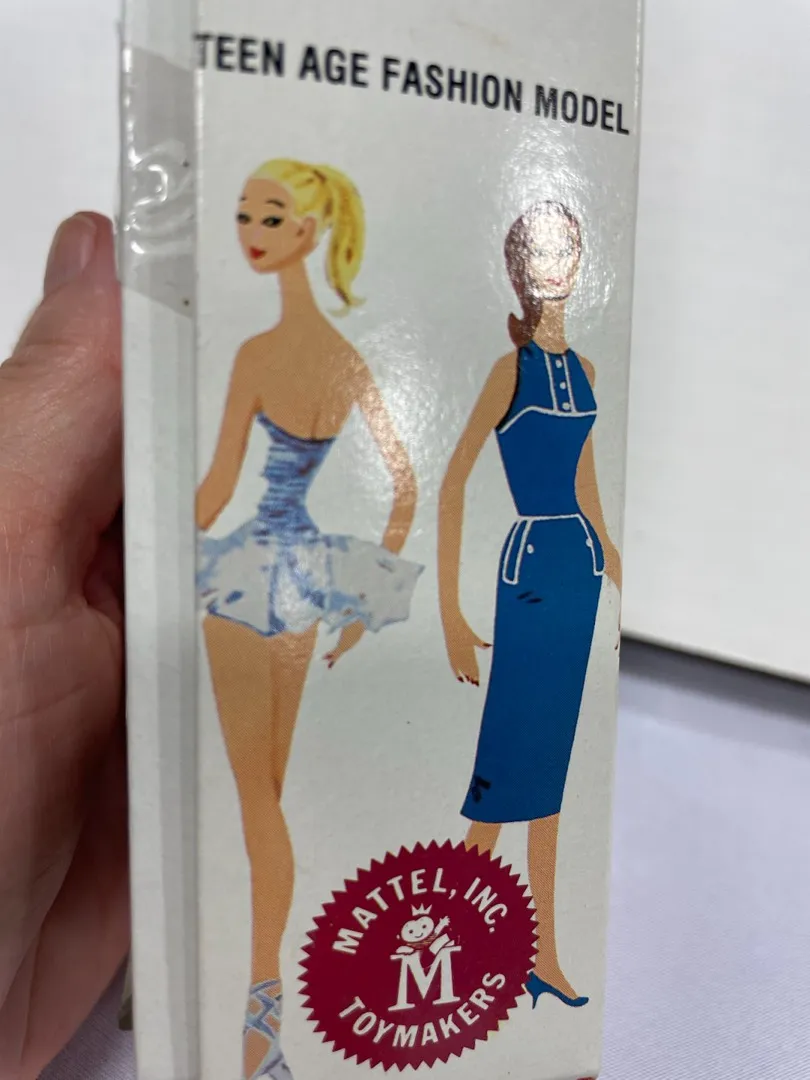 TEEN AGE FASHION MODEL
MATTEL, INC.
M
TOYMAKERS